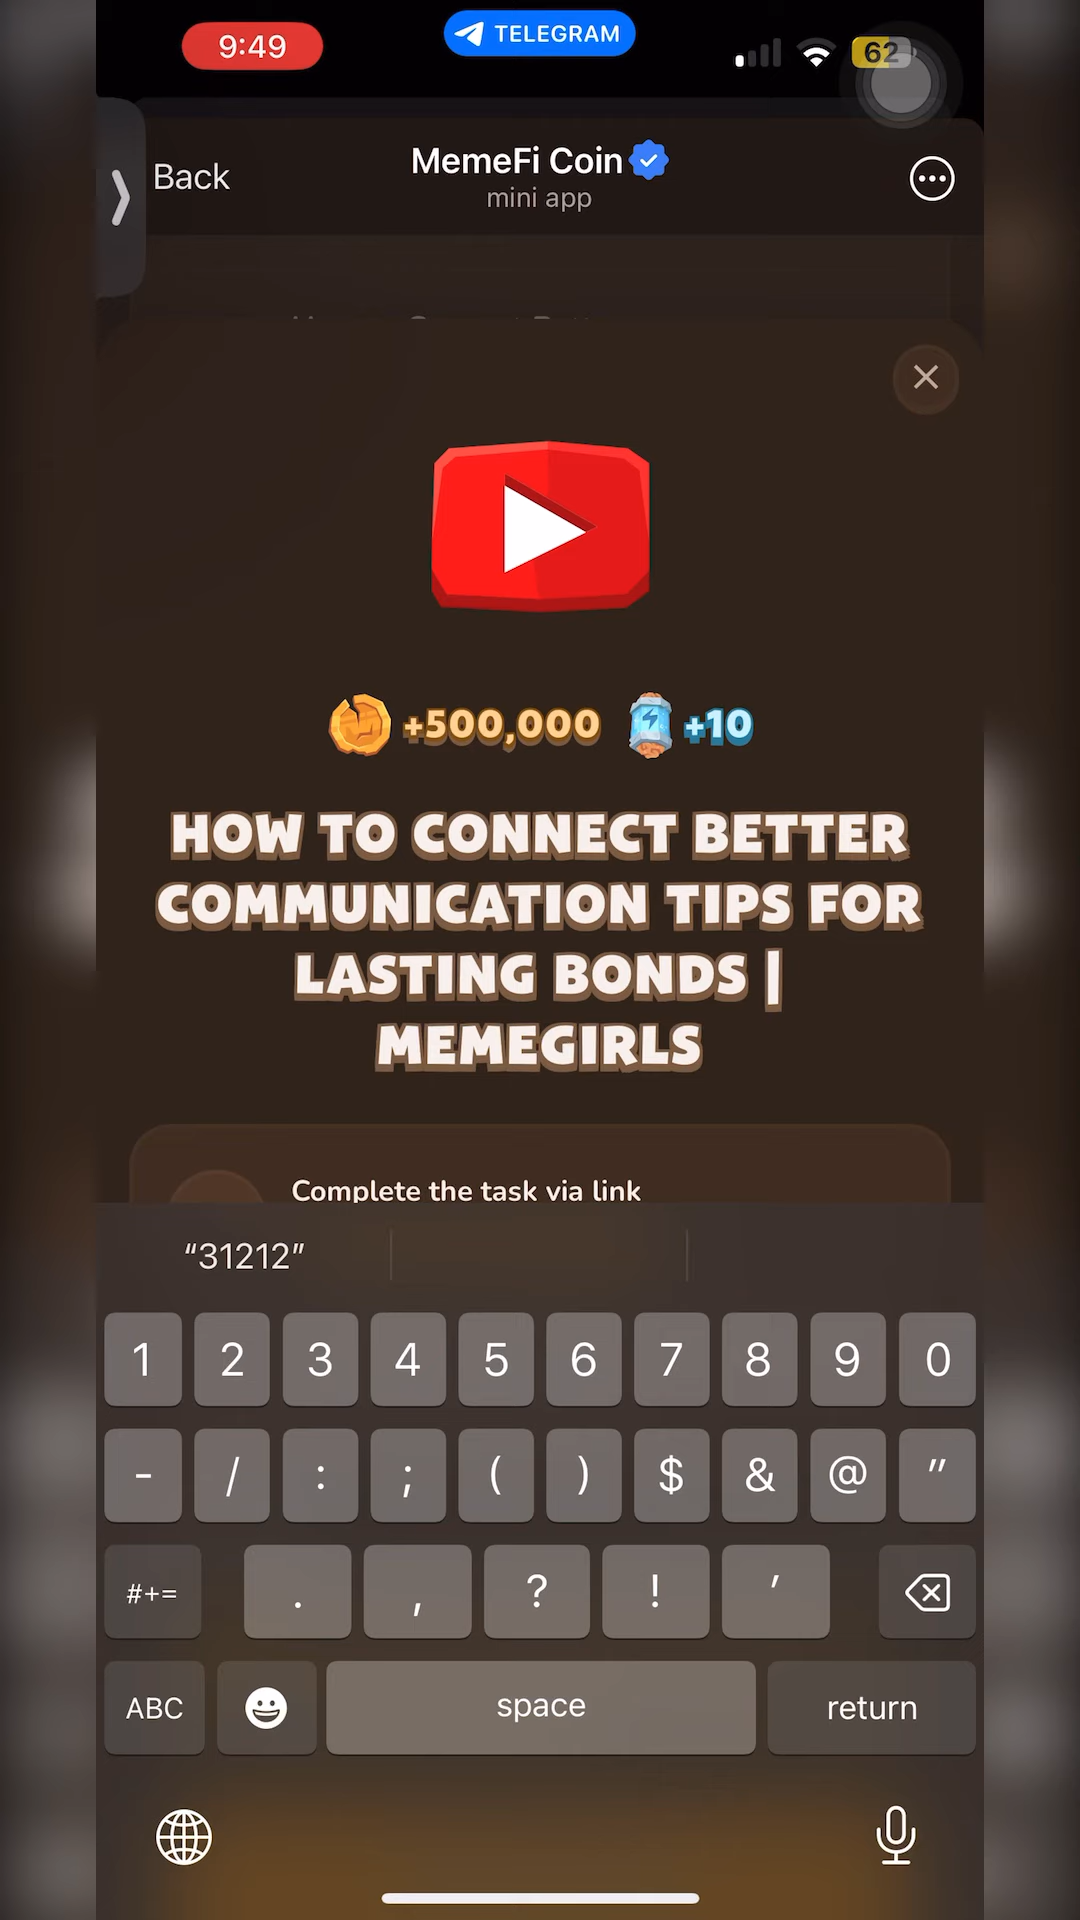 9:49
TELEGRAM
62
Back
MemeFi Coin
mini app
+500,000 +10
HOW TO CONNECT BETTER
COMMUNICATION TIPS FOR
LASTING BONDS |
MEMEGIRLS
Complete the task via link
“31212”
1 2 3 4 5 6 7 8 9 0
- / : ; ( ) $ & @ "
#+= . , ? ! '
ABC space return